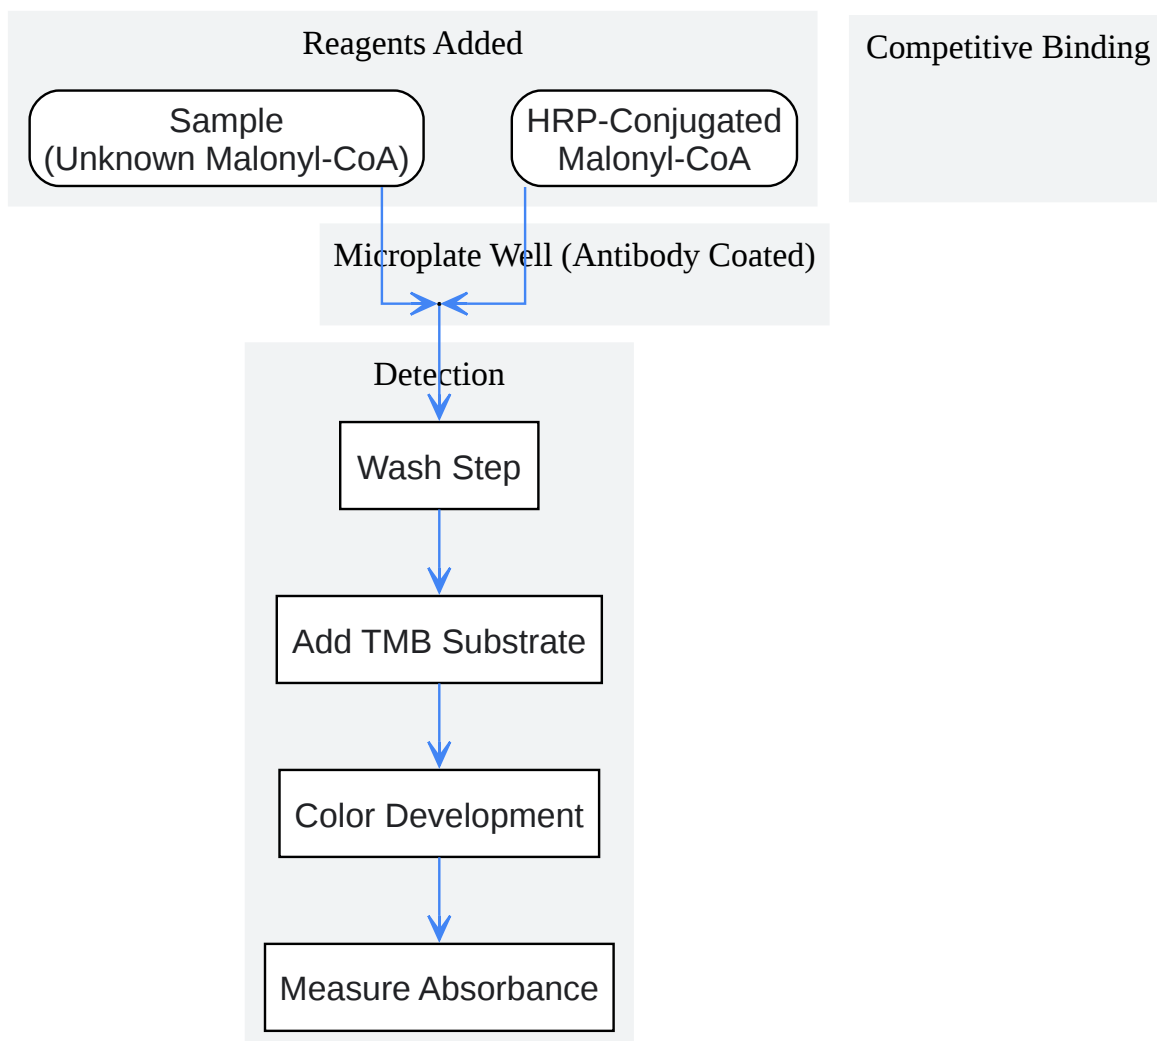 Reagents Added
Competitive Binding
Sample
(Unknown Malonyl-CoA)
HRP-Conjugated
Malonyl-CoA
Microplate Well (Antibody Coated)
Detection
Wash Step
Add TMB Substrate
Color Development
Measure Absorbance